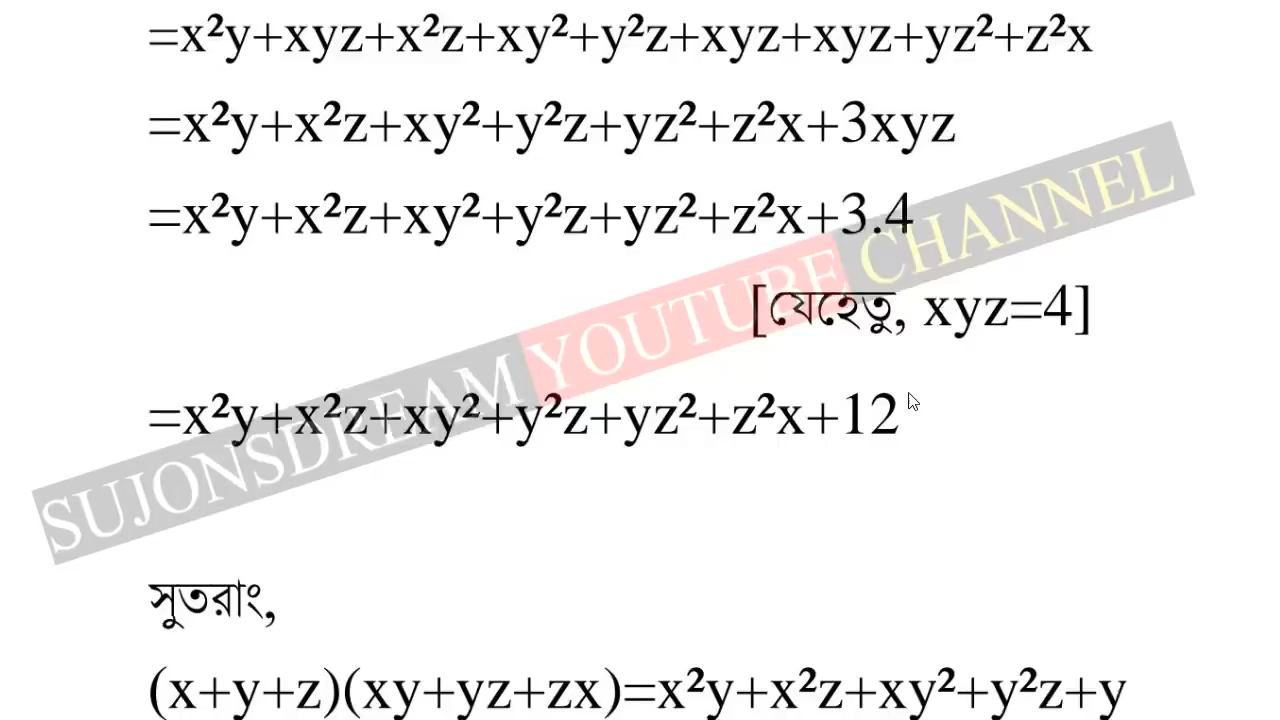 =x²y+xyz+x²z+xy²+y²z+xyz+xyz+yz²+z²x
=x²y+x²z+xy²+y²z+yz²+z²x+3xyz
=x²y+x²z+xy²+y²z+yz²+z²x+3.4
[যেহেতু, xyz=4]
=x²y+x²z+xy²+y²z+yz²+z²x+12
SUJONSDREAM YOUTUBE CHANNEL
সুতরাং,
(x+y+z)(xy+yz+zx)=x²y+x²z+xy²+y²z+y